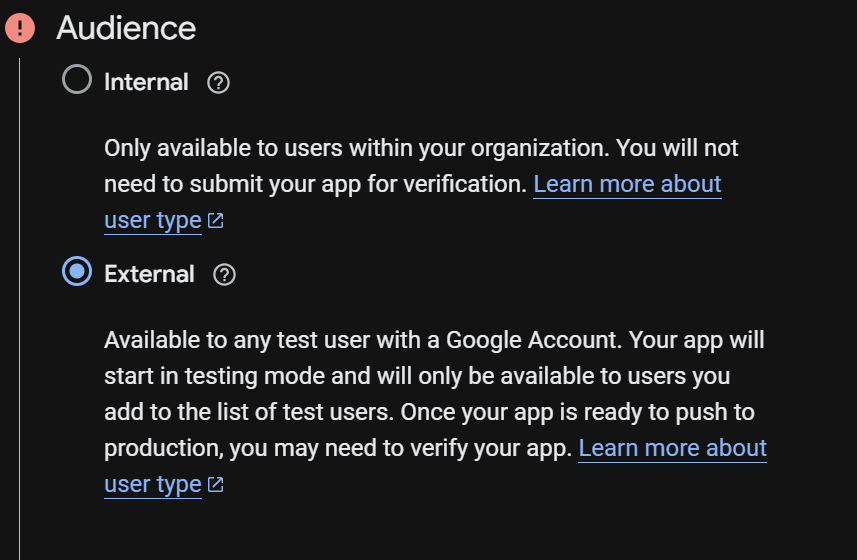 Audience
Internal
Only available to users within your organization. You will not
need to submit your app for verification. Learn more about
user type
External
Available to any test user with a Google Account. Your app will
start in testing mode and will only be available to users you
add to the list of test users. Once your app is ready to push to
production, you may need to verify your app. Learn more about
user type